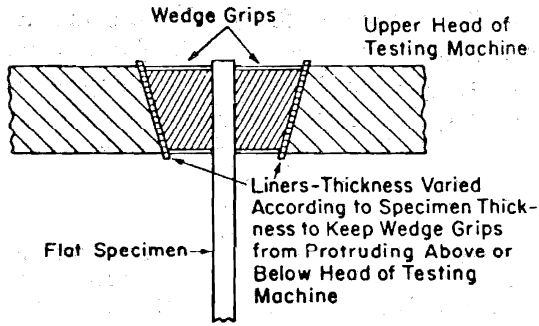 Wedge Grips
Upper Head of
Testing Machine
Liners-Thickness Varied
According to Specimen Thick-
ness to Keep Wedge Grips
from Protruding Above or
Below Head of Testing
Machine
Flat Specimen